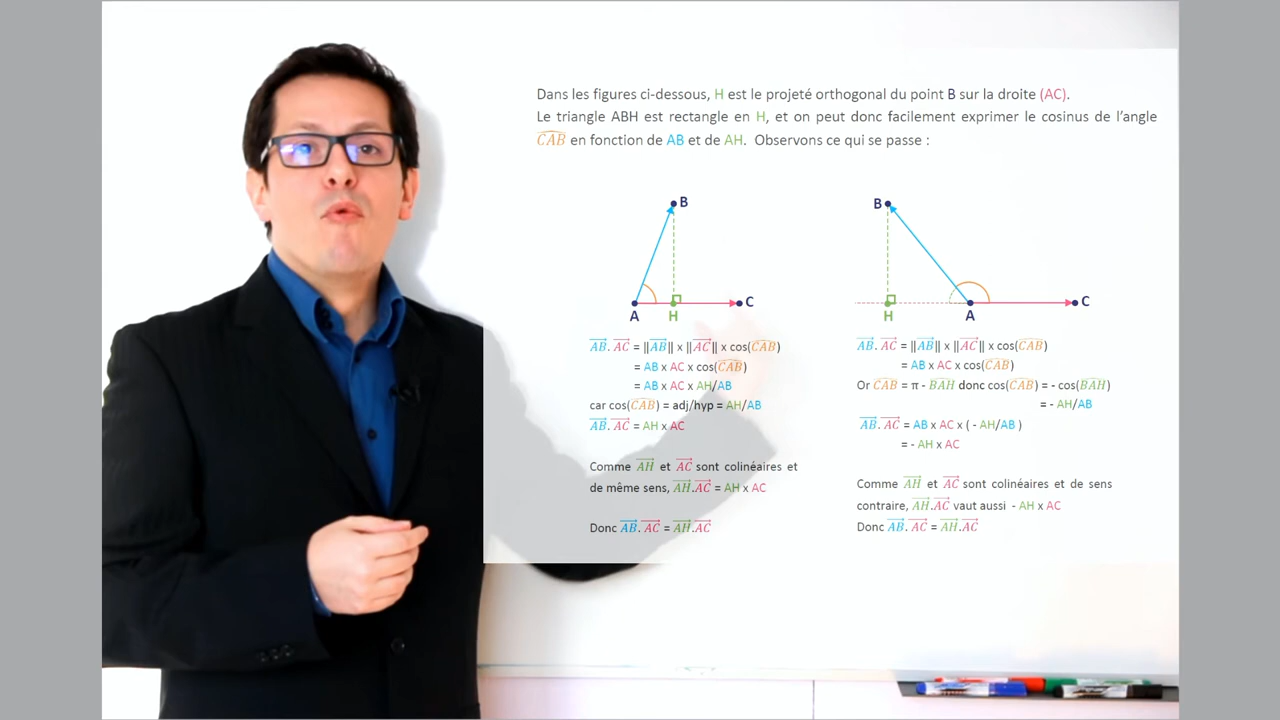 Dans les figures ci-dessous, H est le projeté orthogonal du point B sur la droite (AC).
Le triangle ABH est rectangle en H, et on peut donc facilement exprimer le cosinus de l'angle
CAB en fonction de AB et de AH. Observons ce qui se passe :
B
A
H
C
B
H
A
C
AB. AC = ||AB|| x ||AC|| x cos(CAB)
= AB x AC x cos(CAB)
= AB x AC x AH/AB
car cos(CAB) = adj/hyp = AH/AB
AB. AC = AH x AC
Comme AH et AC sont colinéaires et
de même sens, AH.AC = AH x AC
Donc AB. AC = AH.AC
AB. AC = ||AB|| x ||AC|| x cos(CAB)
= AB x AC x cos(CAB)
Or CAB = π - BAH donc cos(CAB) = - cos(BAH)
= - AH/AB
AB. AC = AB x AC x ( - AH/AB )
= - AH x AC
Comme AH et AC sont colinéaires et de sens
contraire, AH.AC vaut aussi - AH x AC
Donc AB. AC = AH.AC